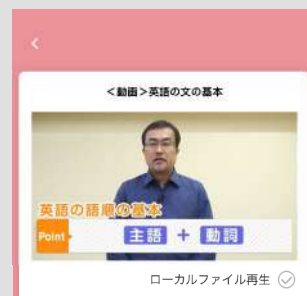 <動画>英語の文の基本
英語の語順の基本
Point
主語 + 動詞
ローカルファイル再生